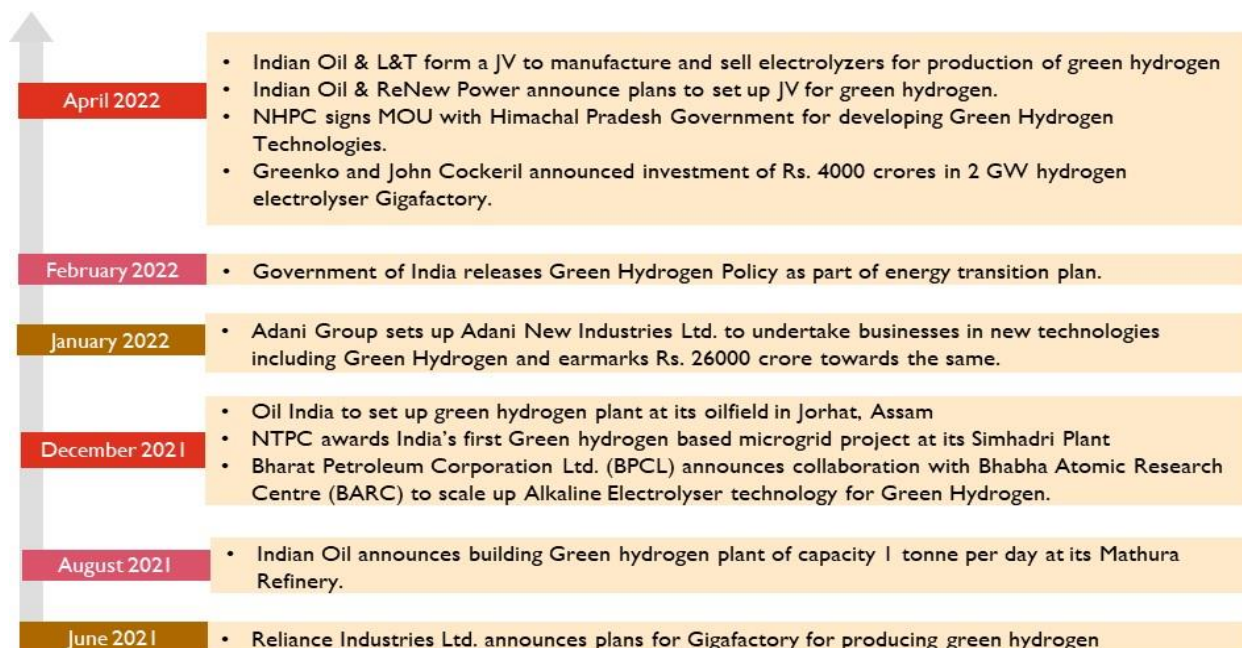 April 2022
• Indian Oil & L&T form a JV to manufacture and sell electrolyzers for production of green hydrogen
• Indian Oil & ReNew Power announce plans to set up JV for green hydrogen.
• NHPC signs MOU with Himachal Pradesh Government for developing Green Hydrogen
Technologies.
• Greenko and John Cockeril announced investment of Rs. 4000 crores in 2 GW hydrogen
electrolyser Gigafactory.
February 2022
• Government of India releases Green Hydrogen Policy as part of energy transition plan.
January 2022
• Adani Group sets up Adani New Industries Ltd. to undertake businesses in new technologies
including Green Hydrogen and earmarks Rs. 26000 crore towards the same.
December 2021
• Oil India to set up green hydrogen plant at its oilfield in Jorhat, Assam
• NTPC awards India's first Green hydrogen based microgrid project at its Simhadri Plant
• Bharat Petroleum Corporation Ltd. (BPCL) announces collaboration with Bhabha Atomic Research
Centre (BARC) to scale up Alkaline Electrolyser technology for Green Hydrogen.
August 2021
• Indian Oil announces building Green hydrogen plant of capacity 1 tonne per day at its Mathura
Refinery.
June 2021
• Reliance Industries Ltd. announces plans for Gigafactory for producing green hydrogen